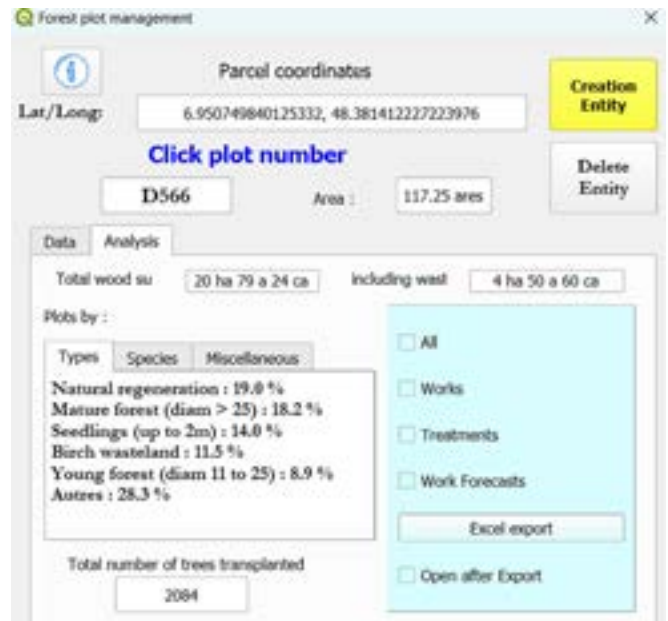 Forest plot management
Parcel coordinates
Creation
Entity
Lat/Long:
6.950749840125332, 48.381412227223976
Click plot number
Delete
Entity
D566
Area :
117.25 ares
Data
Analysis
Total wood su
20 ha 79 a 24 ca
including wast
4 ha 50 a 60 ca
Plots by :
Types
Species
Miscellaneous
Natural regeneration : 19.0 %
Mature forest (diam > 25) : 18.2 %
Seedlings (up to 2m) : 14.0 %
Birch wasteland : 11.5 %
Young forest (diam 11 to 25) : 8.9 %
Autres : 28.3 %
All
Works
Treatments
Work Forecasts
Excel export
Open after Export
Total number of trees transplanted
2084